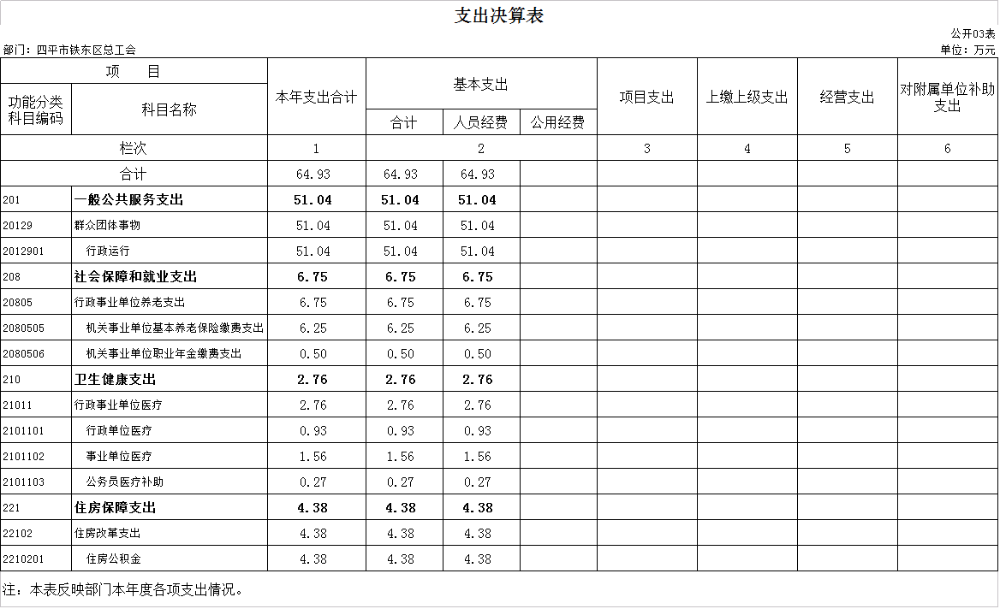 支出决算表
公开03表
部门：四平市铁东区总工会 单位：万元
项 目 本年支出合计 基本支出 项目支出 上缴上级支出 经营支出 对附属单位补助支出
功能分类科目编码 科目名称 合计 人员经费 公用经费
栏次 1 2 3 4 5 6
合计 64.93 64.93 64.93
201 一般公共服务支出 51.04 51.04 51.04
20129 群众团体事物 51.04 51.04 51.04
2012901 行政运行 51.04 51.04 51.04
208 社会保障和就业支出 6.75 6.75 6.75
20805 行政事业单位养老支出 6.75 6.75 6.75
2080505 机关事业单位基本养老保险缴费支出 6.25 6.25 6.25
2080506 机关事业单位职业年金缴费支出 0.50 0.50 0.50
210 卫生健康支出 2.76 2.76 2.76
21011 行政事业单位医疗 2.76 2.76 2.76
2101101 行政单位医疗 0.93 0.93 0.93
2101102 事业单位医疗 1.56 1.56 1.56
2101103 公务员医疗补助 0.27 0.27 0.27
221 住房保障支出 4.38 4.38 4.38
22102 住房改革支出 4.38 4.38 4.38
2210201 住房公积金 4.38 4.38 4.38
注：本表反映部门本年度各项支出情况。